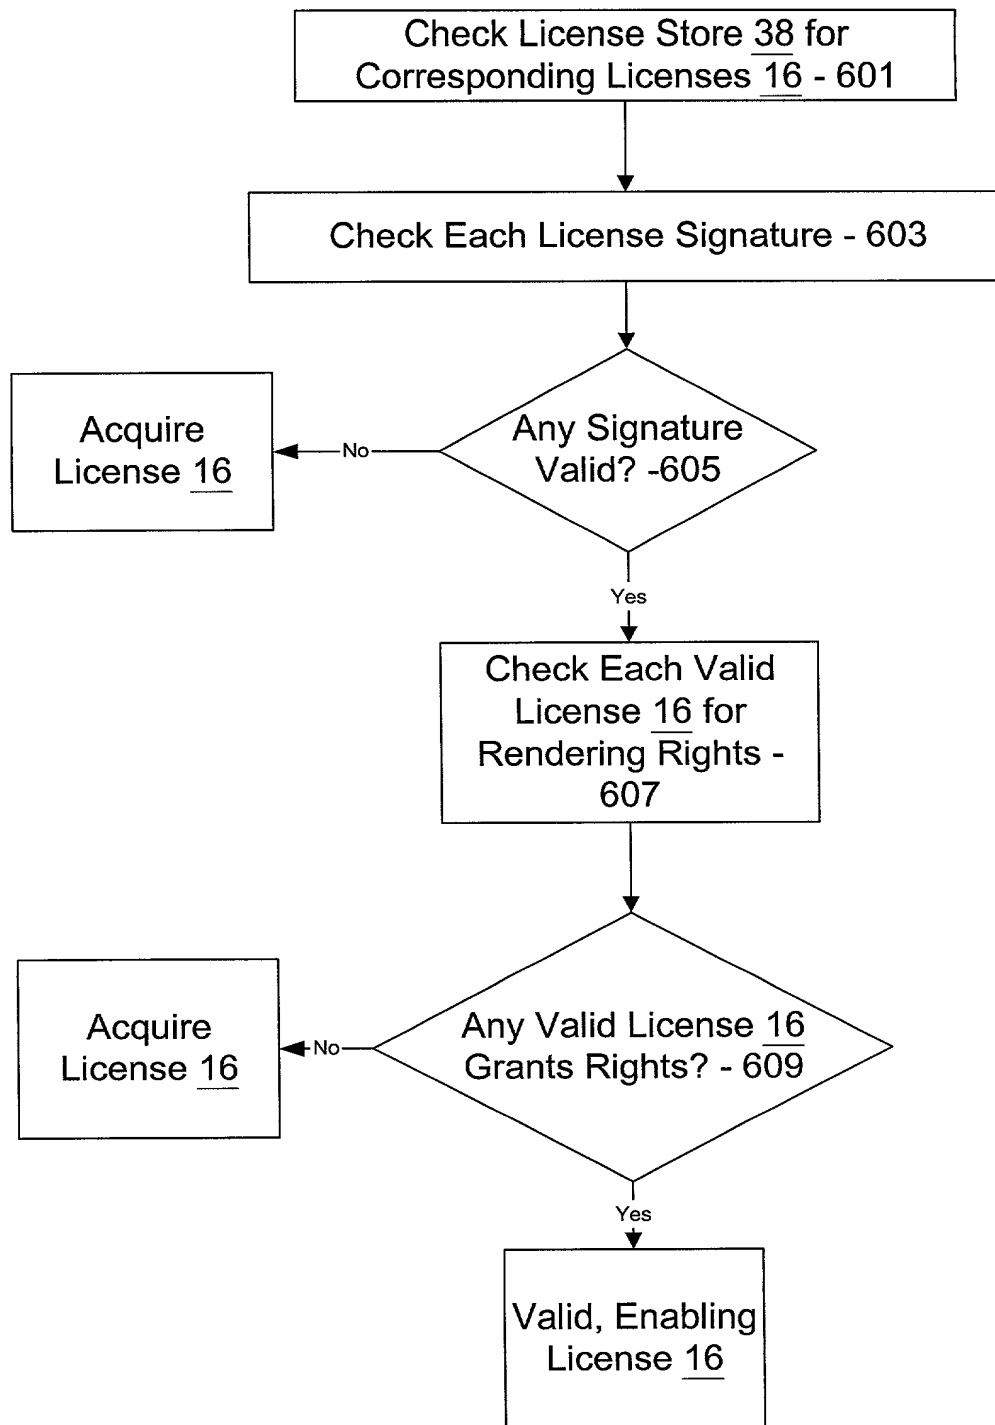 Check License Store 38 for
Corresponding Licenses 16 - 601
Check Each License Signature - 603
Any Signature
Valid? -605
No
Acquire
License 16
Yes
Check Each Valid
License 16 for
Rendering Rights -
607
Any Valid License 16
Grants Rights? - 609
No
Acquire
License 16
Yes
Valid, Enabling
License 16